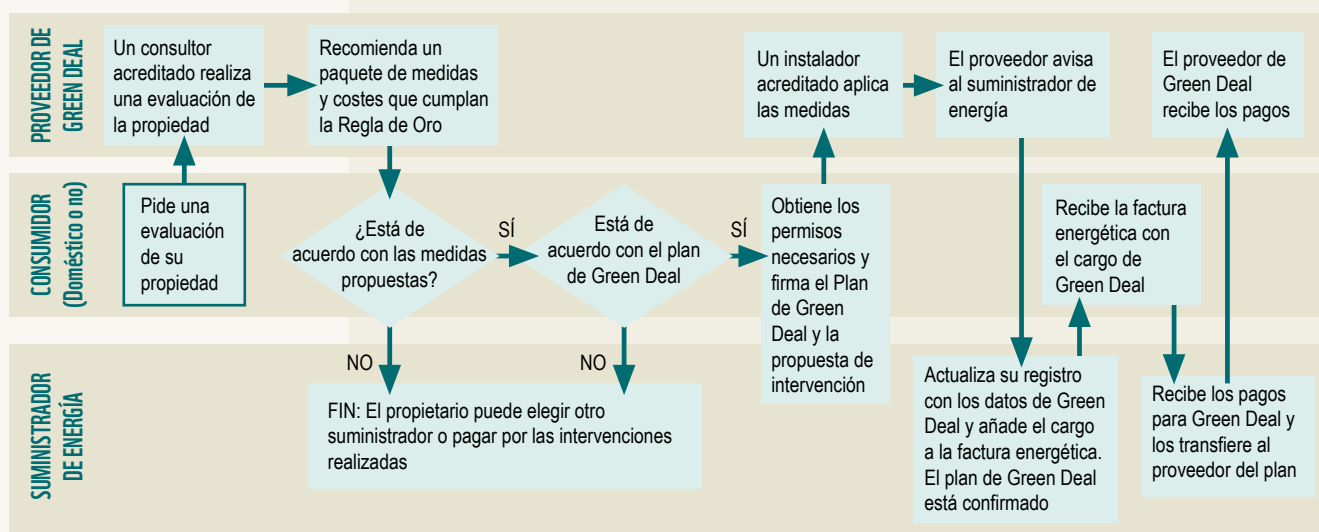 PROVEEDOR DE
GREEN DEAL
Un consultor
acreditado realiza
una evaluación de
la propiedad
Recomienda un
paquete de medidas
y costes que cumplan
la Regla de Oro
Un instalador
acreditado aplica
las medidas
El proveedor avisa
al suministrador de
energía
El proveedor de
Green Deal
recibe los pagos
CONSUMIDOR
(Doméstico o no)
Pide una
evaluación
de su
propiedad
¿Está de
acuerdo con las medidas
propuestas?
SÍ
Está de
acuerdo con el plan
de Green Deal
SÍ
Obtiene los
permisos
necesarios y
firma el Plan
de Green
Deal y la
propuesta de
intervención
Recibe la factura
energética con
el cargo de
Green Deal
SUMINISTRADOR
DE ENERGÍA
NO
NO
FIN: El propietario puede elegir otro
suministrador o pagar por las intervenciones
realizadas
Actualiza su registro
con los datos de Green
Deal y añade el cargo
a la factura energética.
El plan de Green Deal
está confirmado
Recibe los pagos
para Green Deal y
los transfiere al
proveedor del plan